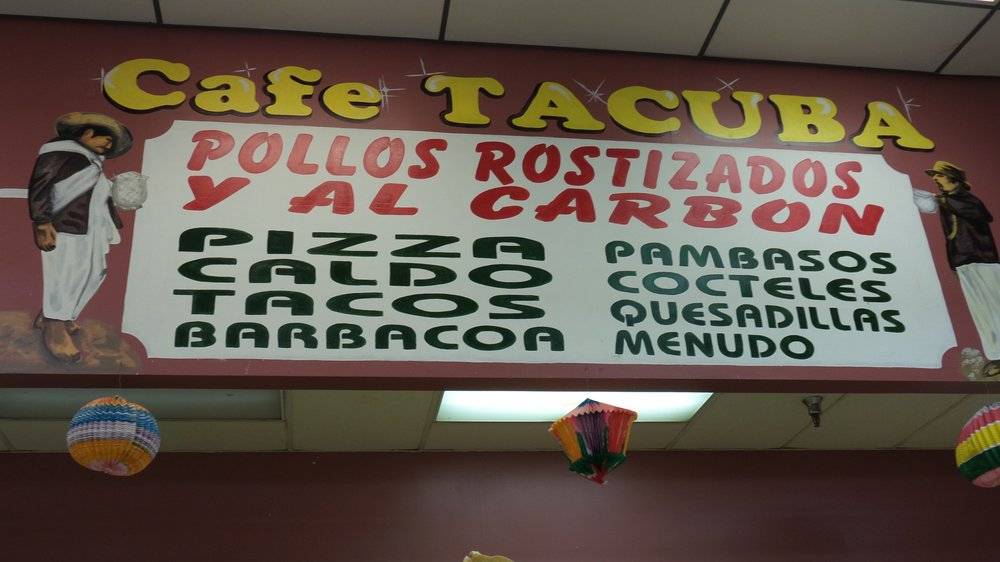 Cafe TACUBA
POLLOS ROSTIZADOS
Y AL CARBON
PIZZA
CALDO
TACOS
BARBACOA
PAMBASOS
COCTELES
QUESADILLAS
MENUDO